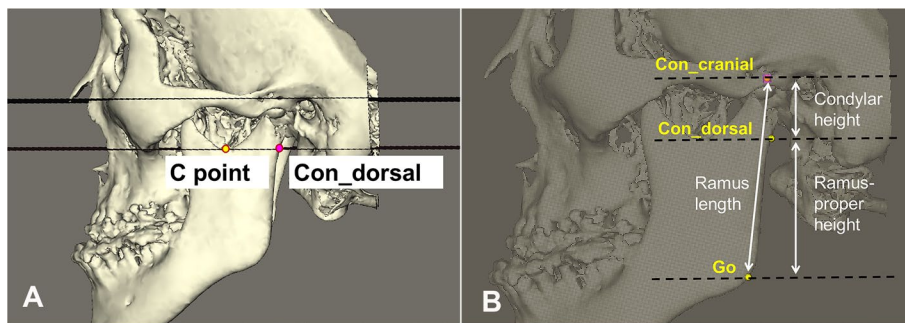 C point
Con_dorsal
A
Con_cranial
Condylar
height
Con_dorsal
Ramus
length
Ramus-
proper
height
Go
B